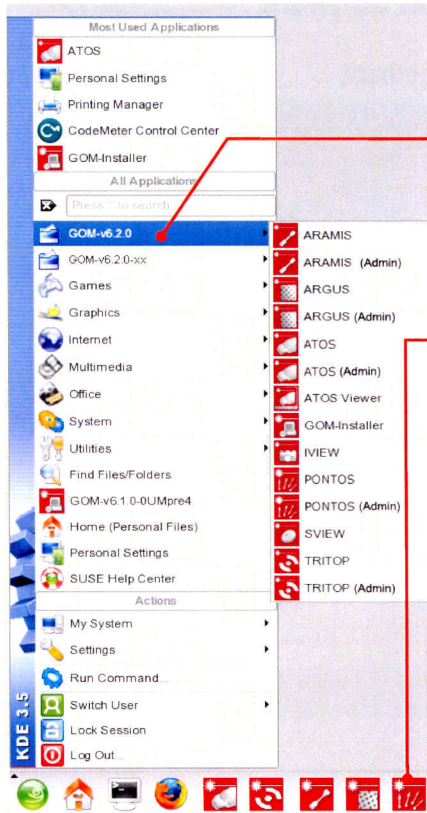 Most Used Applications
ATOS
Personal Settings
Printing Manager
CodeMeter Control Center
GOM-Installer
All Applications
Press '' to search
GOM-v6.2.0
GOM-v6.2.0-xx
Games
Graphics
Internet
Multimedia
Office
System
Utilities
Find Files/Folders
GOM-v6.1.0-0UMpre4
Home (Personal Files)
Personal Settings
SUSE Help Center
Actions
My System
Settings
Run Command...
Switch User
Lock Session
Log Out...
KDE 3.5
ARAMIS
ARAMIS (Admin)
ARGUS
ARGUS (Admin)
ATOS
ATOS (Admin)
ATOS Viewer
GOM-Installer
IVIEW
PONTOS
PONTOS (Admin)
SVIEW
TRITOP
TRITOP (Admin)